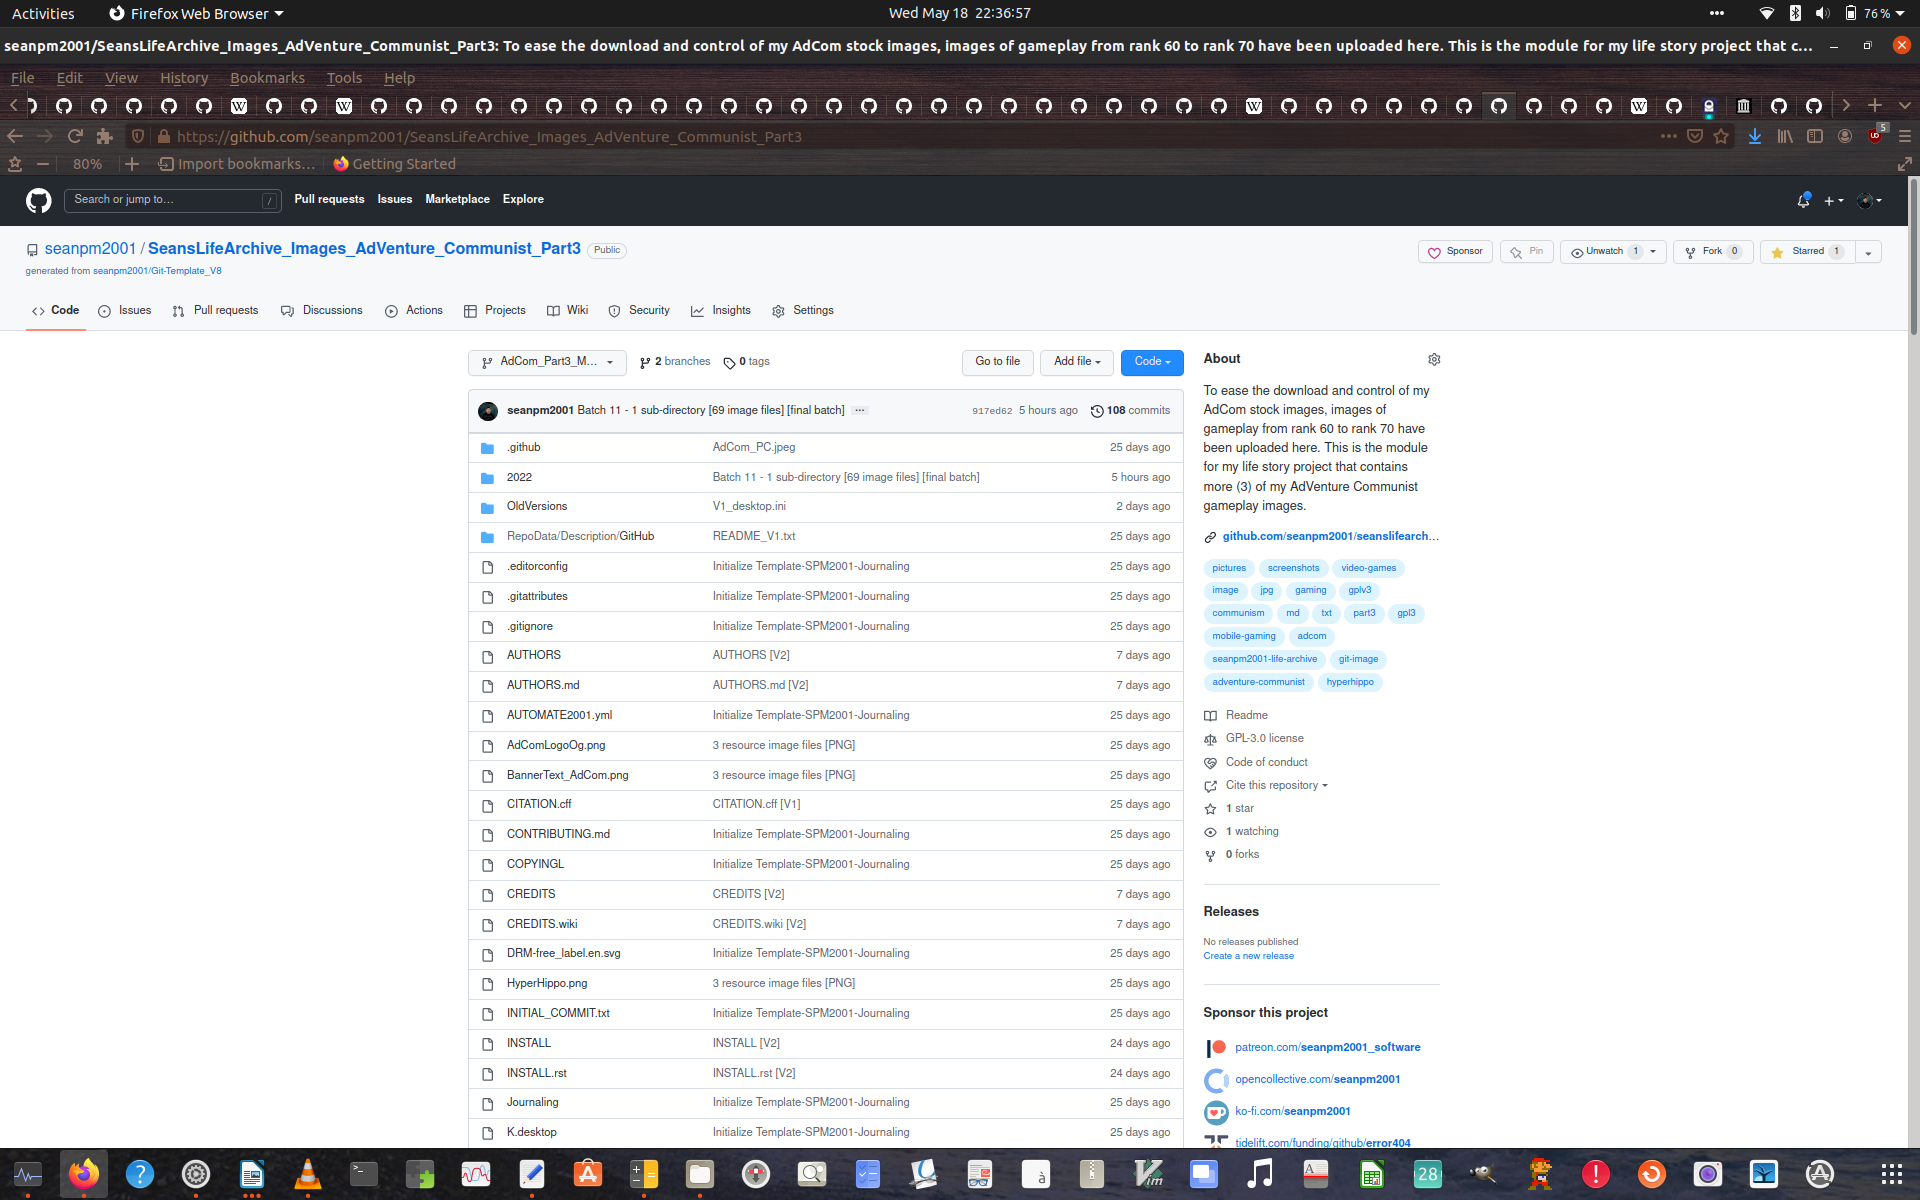 Activities Firefox Web Browser Wed May 18 22:36:57 76 %
seanpm2001/SeansLifeArchive_Images_AdVenture_Communist_Part3: To ease the download and control of my AdCom stock images, images of gameplay from rank 60 to rank 70 have been uploaded here. This is the module for my life story project that c…
File Edit View History Bookmarks Tools Help
https://github.com/seanpm2001/SeansLifeArchive_Images_AdVenture_Communist_Part3 5
80% Import bookmarks… Getting Started
Search or jump to… / Pull requests Issues Marketplace Explore
seanpm2001 / SeansLifeArchive_Images_AdVenture_Communist_Part3 Public Sponsor Pin Unwatch 1 Fork 0 Starred 1
generated from seanpm2001/Git-Template_V8
Code Issues Pull requests Discussions Actions Projects Wiki Security Insights Settings
AdCom_Part3_M... 2 branches 0 tags Go to file Add file Code
seanpm2001 Batch 11 - 1 sub-directory [69 image files] [final batch] ... 917ed62 5 hours ago 108 commits
.github AdCom_PC.jpeg 25 days ago
2022 Batch 11 - 1 sub-directory [69 image files] [final batch] 5 hours ago
OldVersions V1_desktop.ini 2 days ago
RepoData/Description/GitHub README_V1.txt 25 days ago
.editorconfig Initialize Template-SPM2001-Journaling 25 days ago
.gitattributes Initialize Template-SPM2001-Journaling 25 days ago
.gitignore Initialize Template-SPM2001-Journaling 25 days ago
AUTHORS AUTHORS [V2] 7 days ago
AUTHORS.md AUTHORS.md [V2] 7 days ago
AUTOMATE2001.yml Initialize Template-SPM2001-Journaling 25 days ago
AdComLogoOg.png 3 resource image files [PNG] 25 days ago
BannerText_AdCom.png 3 resource image files [PNG] 25 days ago
CITATION.cff CITATION.cff [V1] 25 days ago
CONTRIBUTING.md Initialize Template-SPM2001-Journaling 25 days ago
COPYINGL Initialize Template-SPM2001-Journaling 25 days ago
CREDITS CREDITS [V2] 7 days ago
CREDITS.wiki CREDITS.wiki [V2] 7 days ago
DRM-free_label.en.svg Initialize Template-SPM2001-Journaling 25 days ago
HyperHippo.png 3 resource image files [PNG] 25 days ago
INITIAL_COMMIT.txt Initialize Template-SPM2001-Journaling 25 days ago
INSTALL INSTALL [V2] 24 days ago
INSTALL.rst INSTALL.rst [V2] 24 days ago
Journaling Initialize Template-SPM2001-Journaling 25 days ago
K.desktop Initialize Template-SPM2001-Journaling 25 days ago
About
To ease the download and control of my
AdCom stock images, images of
gameplay from rank 60 to rank 70 have
been uploaded here. This is the module
for my life story project that contains
more (3) of my AdVenture Communist
gameplay images.
github.com/seanpm2001/seanslifearch...
pictures screenshots video-games
image jpg gaming gplv3
communism md txt part3 gpl3
mobile-gaming adcom
seanpm2001-life-archive git-image
adventure-communist hyperhippo
Readme
GPL-3.0 license
Code of conduct
Cite this repository
1 star
1 watching
0 forks
Releases
No releases published
Create a new release
Sponsor this project
patreon.com/seanpm2001_software
opencollective.com/seanpm2001
ko-fi.com/seanpm2001
tidelift.com/funding/github/error404
28